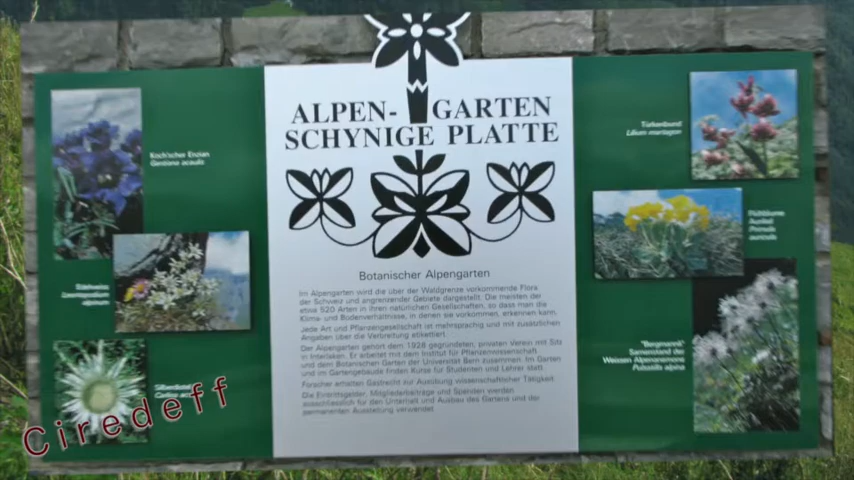 ALPEN- GARTEN
SCHYNIGE PLATTE
Koch'scher Enzian
Gentiana acaulis
Türkenbund
Lilium martagon
Edelweiss
Leontopodium
alpinum
Flühblume
Aurikel
Primula
auricula
Silberdistel
"Bergmannli"
Samenstand der
Weissen Alpenanemone
Pulsatilla alpina
Botanischer Alpengarten
Im Alpengarten wird die über der Waldgrenze vorkommende Flora
der Schweiz und angrenzender Gebiete dargestellt. Die meisten der
etwa 520 Arten in ihren natürlichen Gesellschaften, so dass man die
Klima- und Bodenverhältnisse, in denen sie vorkommen, erkennen kann.
Jede Art und Pflanzengesellschaft ist mehrsprachig und mit zusätzlichen
Angaben über die Verbreitung etikettiert.
Der Alpengarten gehört dem 1928 gegründeten, privaten Verein mit Sitz
in Interlaken. Er arbeitet mit dem Institut für Pflanzenwissenschaft
und dem Botanischen Garten der Universität Bern zusammen. Im Garten
und im Gartengebäude finden Kurse für Studenten und Lehrer statt.
Forscher erhalten Gastrecht zur Ausübung wissenschaftlicher Tätigkeit.
Die Eintrittsgelder, Mitgliederbeiträge und Spenden werden
ausschliesslich für den Unterhalt und Ausbau des Gartens und der
permanenten Ausstellung verwendet.
Ciredeff